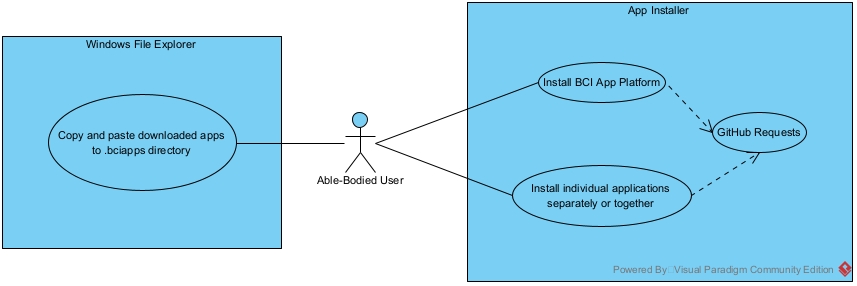 Windows File Explorer
App Installer
Copy and paste downloaded apps
to .bciapps directory
Able-Bodied User
Install BCI App Platform
GitHub Requests
Install individual applications
separately or together
Powered By: Visual Paradigm Community Edition